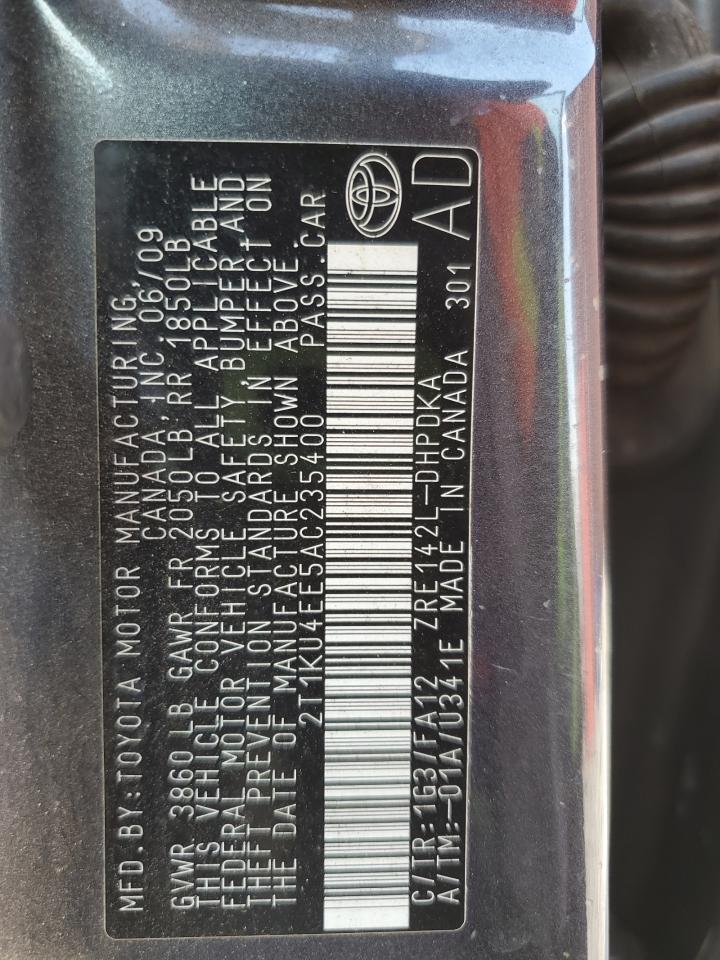 MFD.BY:TOYOTA MOTOR MANUFACTURING
CANADA, INC. 06/09
GVWR 3860 LB GAWR FR 2050LB, RR 1850LB
THIS VEHICLE CONFORMS TO ALL APPLICABLE
FEDERAL MOTOR VEHICLE SAFETY,BUMPER,AND
THEFT PREVENTION STANDARDS IN EFFECT ON
THE DATE OF MANUFACTURE SHOWN ABOVE.
2T1KU4EE5AC235400 PASS.CAR
C/TR:1G3/FA12 ZRE142L-DHPDKA
A/TM:-01A/U341E MADE IN CANADA 301 AD